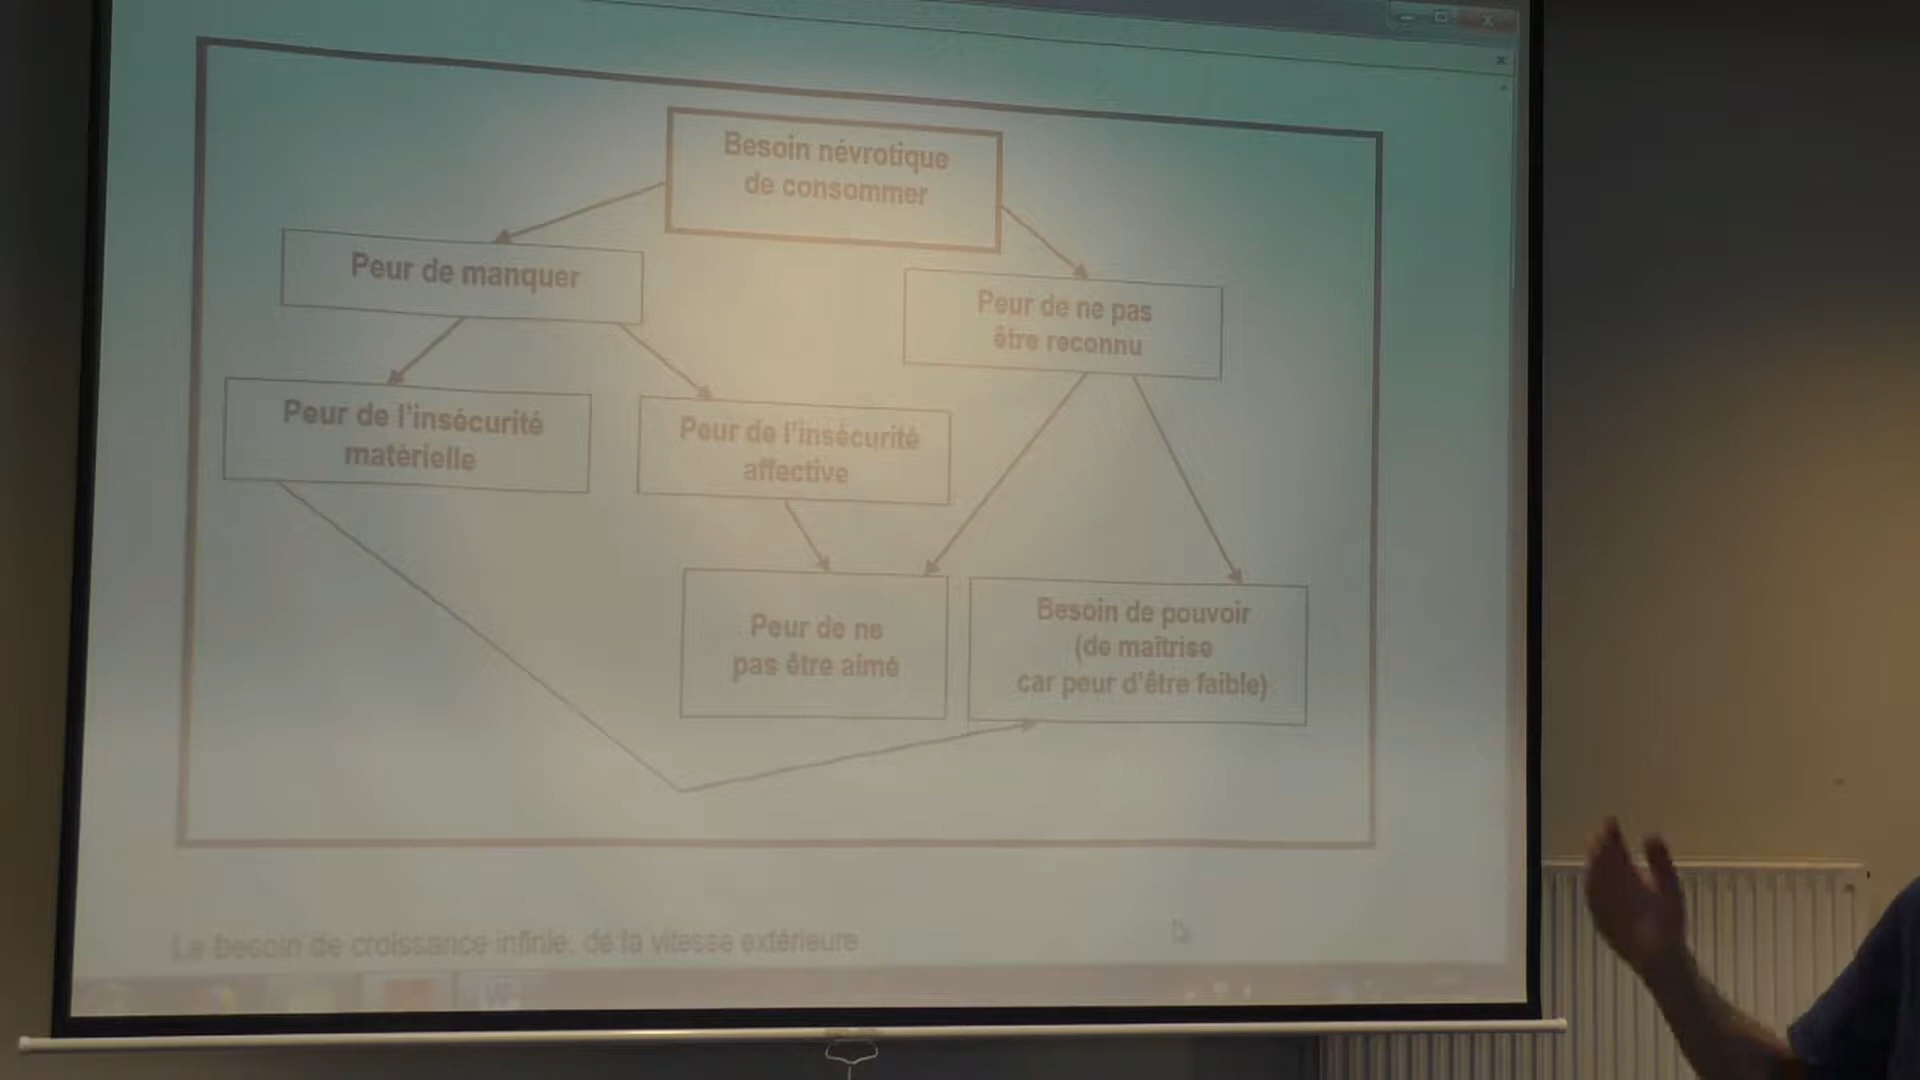 Besoin névrotique
de consommer
Peur de manquer
Peur de ne pas
être reconnu
Peur de l'insécurité
matérielle
Peur de l'insécurité
affective
Peur de ne
pas être aimé
Besoin de pouvoir
(de maîtrise
car peur d'être faible)
Le besoin de croissance infinie, de la vitesse extérieure